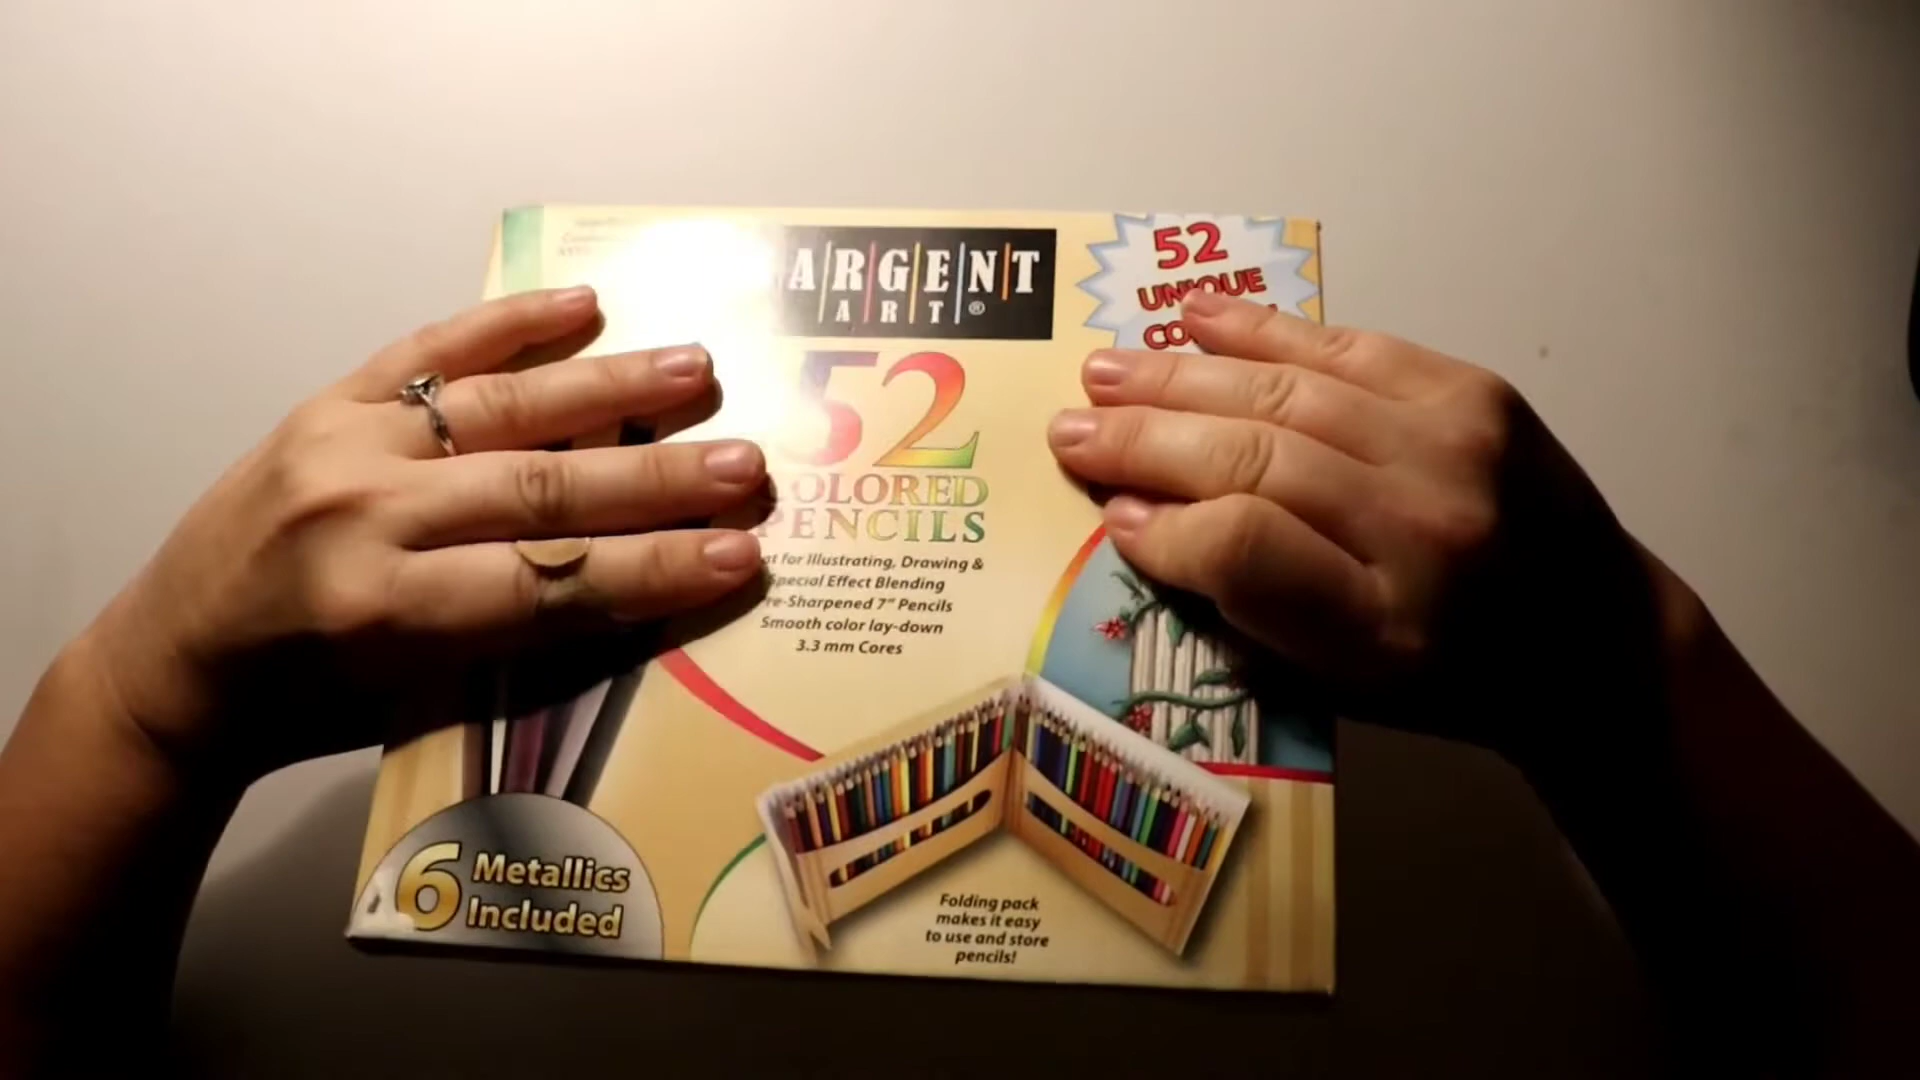 ARGENT
ART®
52
UNIQUE
52
COLORED
PENCILS
for Illustrating, Drawing &
Special Effect Blending
re-Sharpened 7" Pencils
Smooth color lay-down
3.3 mm Cores
6 Metallics
Included
Folding pack
makes it easy
to use and store
pencils!